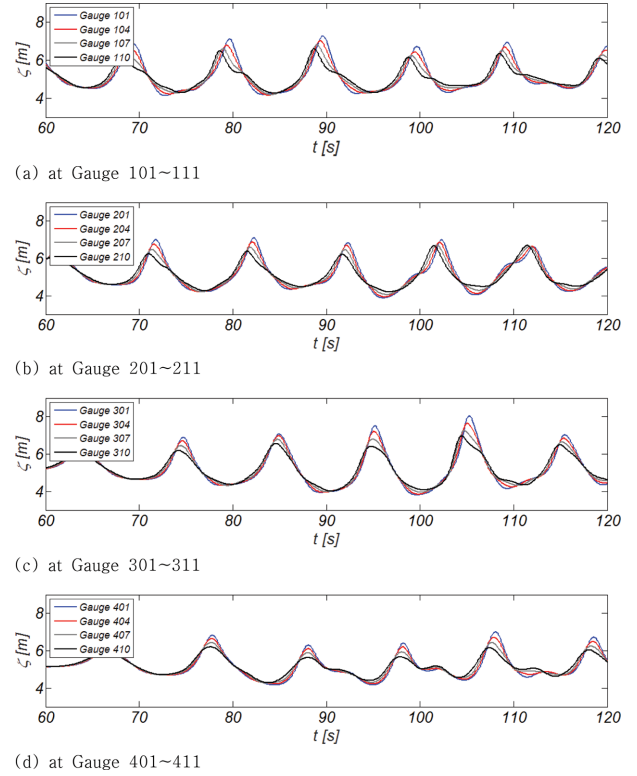 8
6
4
ζ [m]
Gauge 101
Gauge 104
Gauge 107
Gauge 110
60 70 80 90 100 110 120
t [s]
(a) at Gauge 101~111
8
6
4
ζ [m]
Gauge 201
Gauge 204
Gauge 207
Gauge 210
60 70 80 90 100 110 120
t [s]
(b) at Gauge 201~211
8
6
4
ζ [m]
Gauge 301
Gauge 304
Gauge 307
Gauge 310
60 70 80 90 100 110 120
t [s]
(c) at Gauge 301~311
8
6
4
ζ [m]
Gauge 401
Gauge 404
Gauge 407
Gauge 410
60 70 80 90 100 110 120
t [s]
(d) at Gauge 401~411